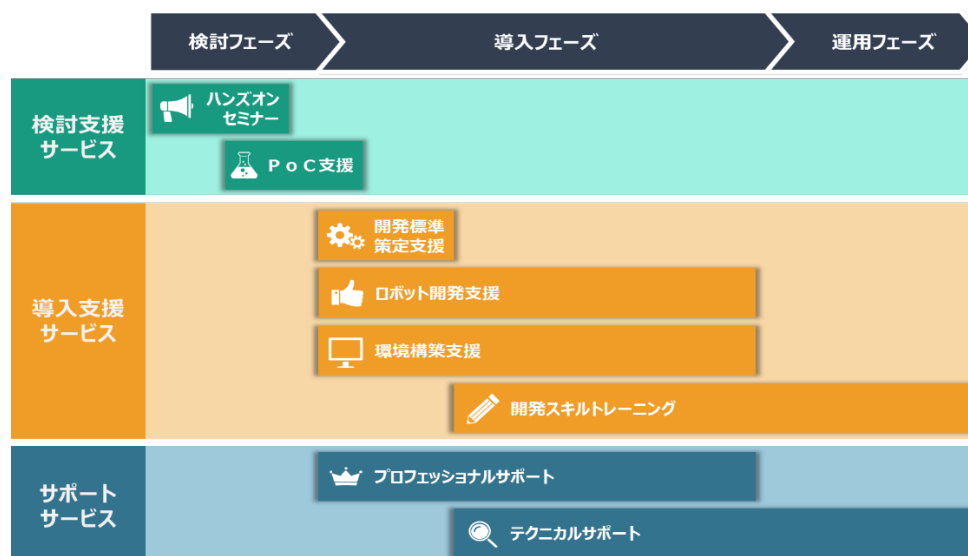 検討フェーズ
導入フェーズ
運用フェーズ
検討支援
サービス
ハンズオン
セミナー
PoC支援
導入支援
サービス
開発標準
策定支援
ロボット開発支援
環境構築支援
開発スキルトレーニング
サポート
サービス
プロフェッショナルサポート
テクニカルサポート